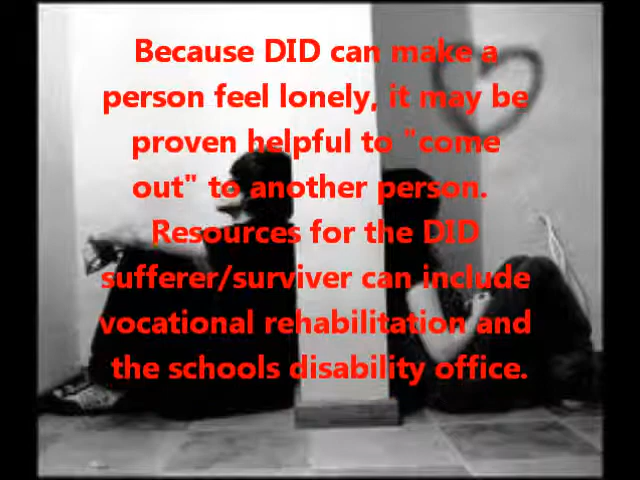 Because DID can make a
person feel lonely, it may be
proven helpful to "come
out" to another person.
Resources for the DID
sufferer/surviver can include
vocational rehabilitation and
the schools disability office.